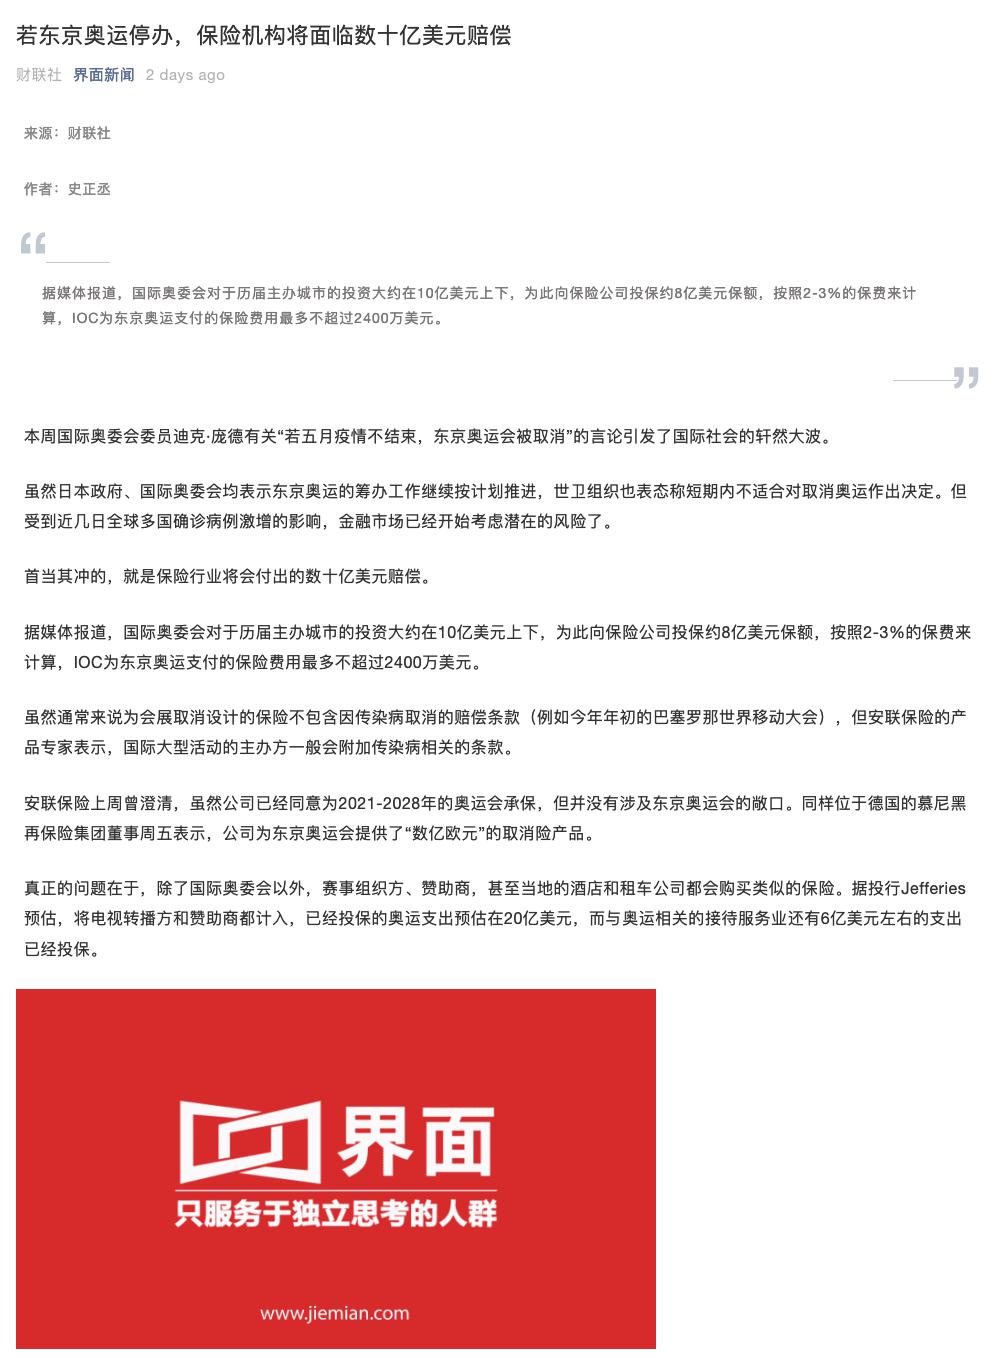 若东京奥运停办，保险机构将面临数十亿美元赔偿
财联社 界面新闻 2 days ago
来源：财联社
作者：史正丞
“
据媒体报道，国际奥委会对于历届主办城市的投资大约在10亿美元上下，为此向保险公司投保约8亿美元保额，按照2-3%的保费来计
算，IOC为东京奥运支付的保险费用最多不超过2400万美元。
”
本周国际奥委会委员迪克·庞德有关“若五月疫情不结束，东京奥运会被取消”的言论引发了国际社会的轩然大波。
虽然日本政府、国际奥委会均表示东京奥运的筹办工作继续按计划推进，世卫组织也表态称短期内不适合对取消奥运作出决定。但
受到近几日全球多国确诊病例激增的影响，金融市场已经开始考虑潜在的风险了。
首当其冲的，就是保险行业将会付出的数十亿美元赔偿。
据媒体报道，国际奥委会对于历届主办城市的投资大约在10亿美元上下，为此向保险公司投保约8亿美元保额，按照2-3%的保费来
计算，IOC为东京奥运支付的保险费用最多不超过2400万美元。
虽然通常来说为会展取消设计的保险不包含因传染病取消的赔偿条款（例如今年年初的巴塞罗那世界移动大会），但安联保险的产
品专家表示，国际大型活动的主办方一般会附加传染病相关的条款。
安联保险上周曾澄清，虽然公司已经同意为2021-2028年的奥运会承保，但并没有涉及东京奥运会的敞口。同样位于德国的慕尼黑
再保险集团董事周五表示，公司为东京奥运会提供了“数亿欧元”的取消险产品。
真正的问题在于，除了国际奥委会以外，赛事组织方、赞助商，甚至当地的酒店和租车公司都会购买类似的保险。据投行Jefferies
预估，将电视转播方和赞助商都计入，已经投保的奥运支出预估在20亿美元，而与奥运相关的接待服务业还有6亿美元左右的支出
已经投保。
界面
只服务于独立思考的人群
www.jiemian.com